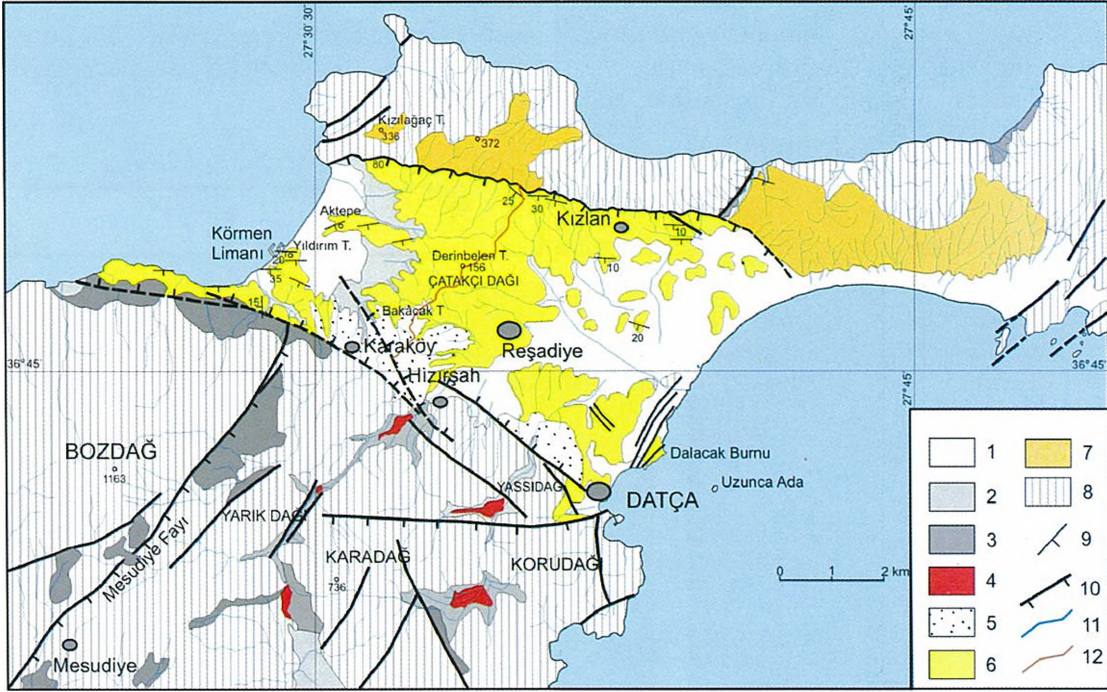 27° 30' 30"
27°45'
Kızılağaç T.
336
372
80
25
30
Kızlan
10
Aktepe
Körmen
Limanı
Yıldırım T.
20
35
Derinbelen T.
156
ÇATAKÇI DAĞI
10
15
Bakacak T
20
Karaköy
Reşadiye
36°45'
36°45'
Hızırşah
27°45'
BOZDAĞ
1163
YASSIDAĞ
Dalacak Burnu
Uzunca Ada
DATÇA
YARIK DAĞI
Mesudiye Fayı
KARADAĞ
736
KORUDAĞI
0 1 2 km
Mesudiye
1
2
3
4
5
6
7
8
9
10
11
12